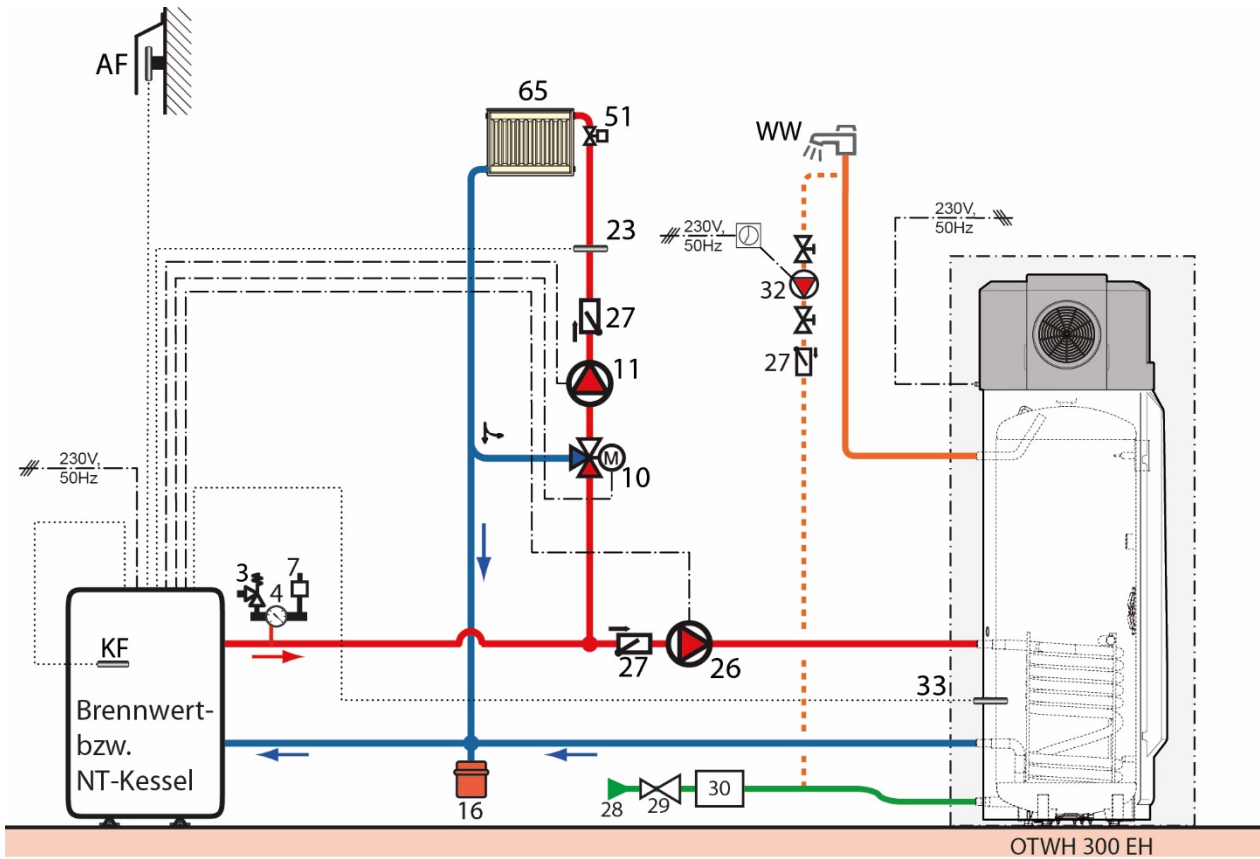 AF
65
51
WW
230V,
50Hz
230V,
50Hz
23
32
27
27
11
M
10
230V,
50Hz
3
4
7
KF
27
26
33
Brennwert-
bzw.
NT-Kessel
16
28
29
30
OTWH 300 EH